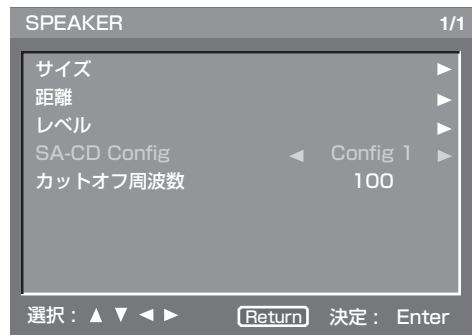 SPEAKER 1/1
サイズ ▶
距離 ▶
レベル ▶
SA-CD Config ◀ Config 1 ▶
カットオフ周波数 100
選択：▲ ▼ ◀ ▶ Return 決定： Enter